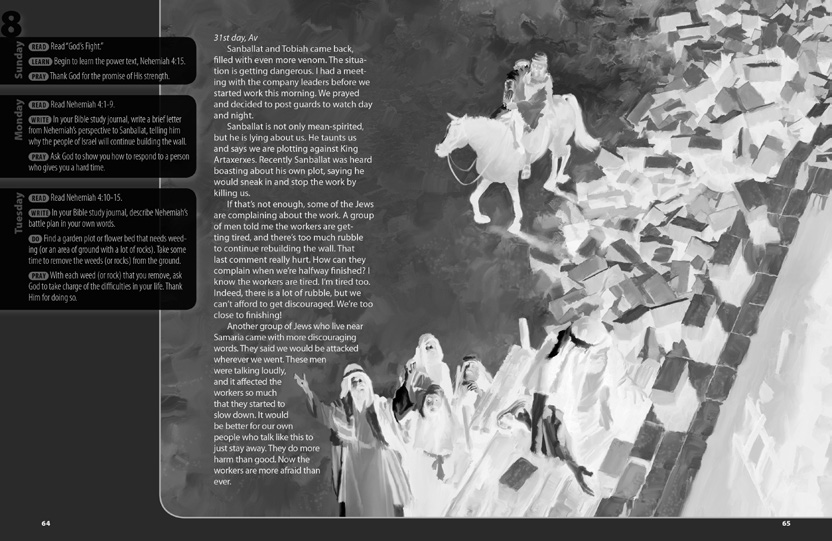 8
Sunday
READ Read "God's Fight."
LEARN Begin to learn the power text, Nehemiah 4:15.
PRAY Thank God for the promise of His strength.
Monday
READ Read Nehemiah 4:1-9.
WRITE In your Bible study journal, write a brief letter
from Nehemiah's perspective to Sanballat, telling him
why the people of Israel will continue building the wall.
PRAY Ask God to show you how to respond to a person
who gives you a hard time.
Tuesday
READ Read Nehemiah 4:10-15.
WRITE In your Bible study journal, describe Nehemiah's
battle plan in your own words.
DO Find a garden plot or flower bed that needs weed-
ing (or an area of ground with a lot of rocks). Take some
time to remove the weeds (or rocks) from the ground.
PRAY With each weed (or rock) that you remove, ask
God to take charge of the difficulties in your life. Thank
Him for doing so.
31st day, Av
Sanballat and Tobiah came back,
filled with even more venom. The situa-
tion is getting dangerous. I had a meet-
ing with the company leaders before we
started work this morning. We prayed
and decided to post guards to watch day
and night.
Sanballat is not only mean-spirited,
but he is lying about us. He taunts us
and says we are plotting against King
Artaxerxes. Recently Sanballat was heard
boasting about his own plot, saying he
would sneak in and stop the work by
killing us.
If that's not enough, some of the Jews
are complaining about the work. A group
of men told me the workers are get-
ting tired, and there's too much rubble
to continue rebuilding the wall. That
last comment really hurt. How can they
complain when we're halfway finished? I
know the workers are tired. I'm tired too.
Indeed, there is a lot of rubble, but we
can't afford to get discouraged. We're too
close to finishing!
Another group of Jews who live near
Samaria came with more discouraging
words. They said we would be attacked
wherever we went. These men
were talking loudly,
and it affected the
workers so much
that they started to
slow down. It would
be better for our own
people who talk like this to
just stay away. They do more
harm than good. Now the
workers are more afraid than
ever.
64
65